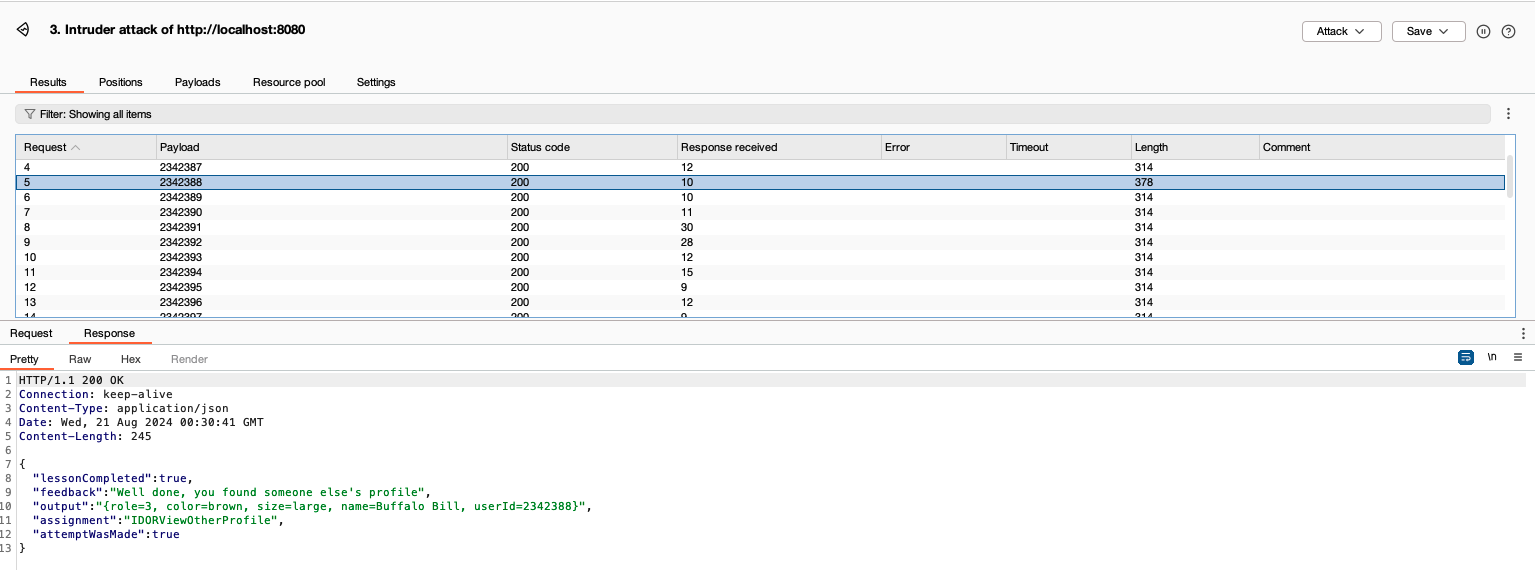 3. Intruder attack of http://localhost:8080
Attack Save
Results Positions Payloads Resource pool Settings
Filter: Showing all items
Request Payload Status code Response received Error Timeout Length Comment
4 2342387 200 12 314
5 2342388 200 10 378
6 2342389 200 10 314
7 2342390 200 11 314
8 2342391 200 30 314
9 2342392 200 28 314
10 2342393 200 12 314
11 2342394 200 15 314
12 2342395 200 9 314
13 2342396 200 12 314
14 2342397 200 9 314
Request Response
Pretty Raw Hex Render \n
1 HTTP/1.1 200 OK
2 Connection: keep-alive
3 Content-Type: application/json
4 Date: Wed, 21 Aug 2024 00:30:41 GMT
5 Content-Length: 245
6
7 {
8 "lessonCompleted":true,
9 "feedback":"Well done, you found someone else's profile",
10 "output":"{role=3, color=brown, size=large, name=Buffalo Bill, userId=2342388}",
11 "assignment":"IDORViewOtherProfile",
12 "attemptWasMade":true
13 }